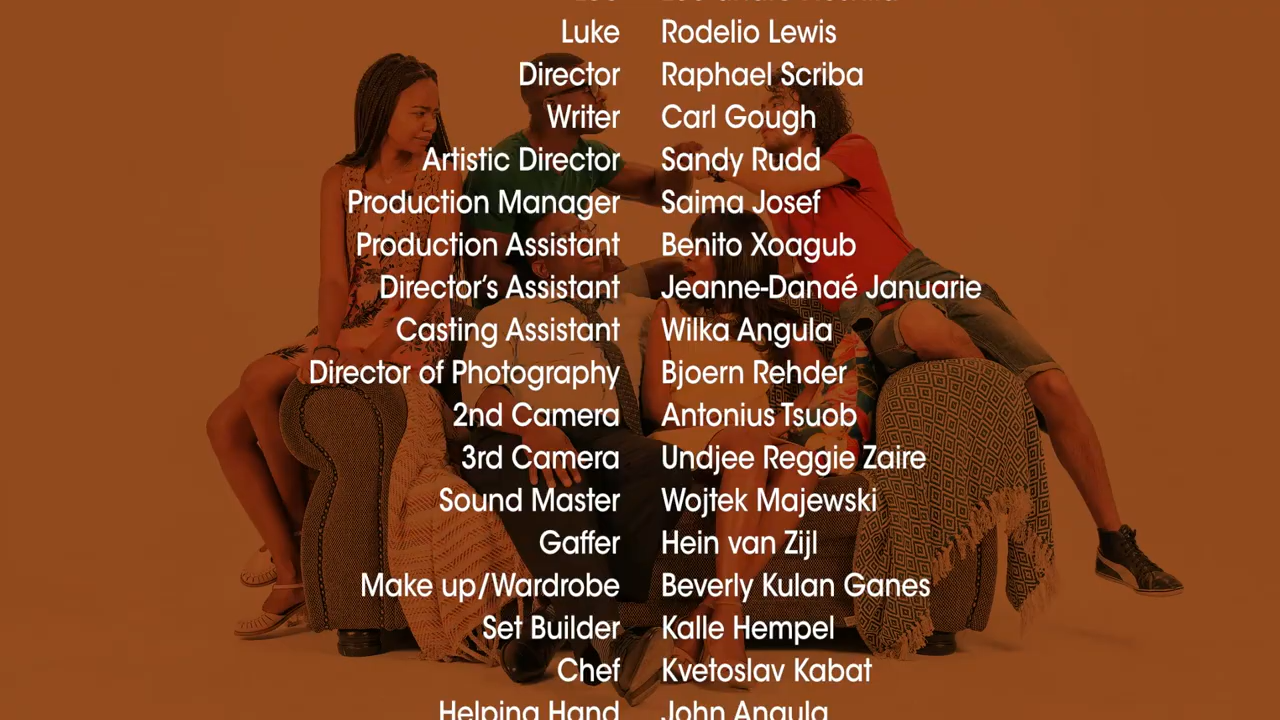 Luke Rodelio Lewis
Director Raphael Scriba
Writer Carl Gough
Artistic Director Sandy Rudd
Production Manager Saima Josef
Production Assistant Benito Xoagub
Director’s Assistant Jeanne-Danaé Januarie
Casting Assistant Wilka Angula
Director of Photography Bjoern Rehder
2nd Camera Antonius Tsuob
3rd Camera Undjee Reggie Zaire
Sound Master Wojtek Majewski
Gaffer Hein van Zijl
Make up/Wardrobe Beverly Kulan Ganes
Set Builder Kalle Hempel
Chef Kvetoslav Kabat
Helping Hand John Angula